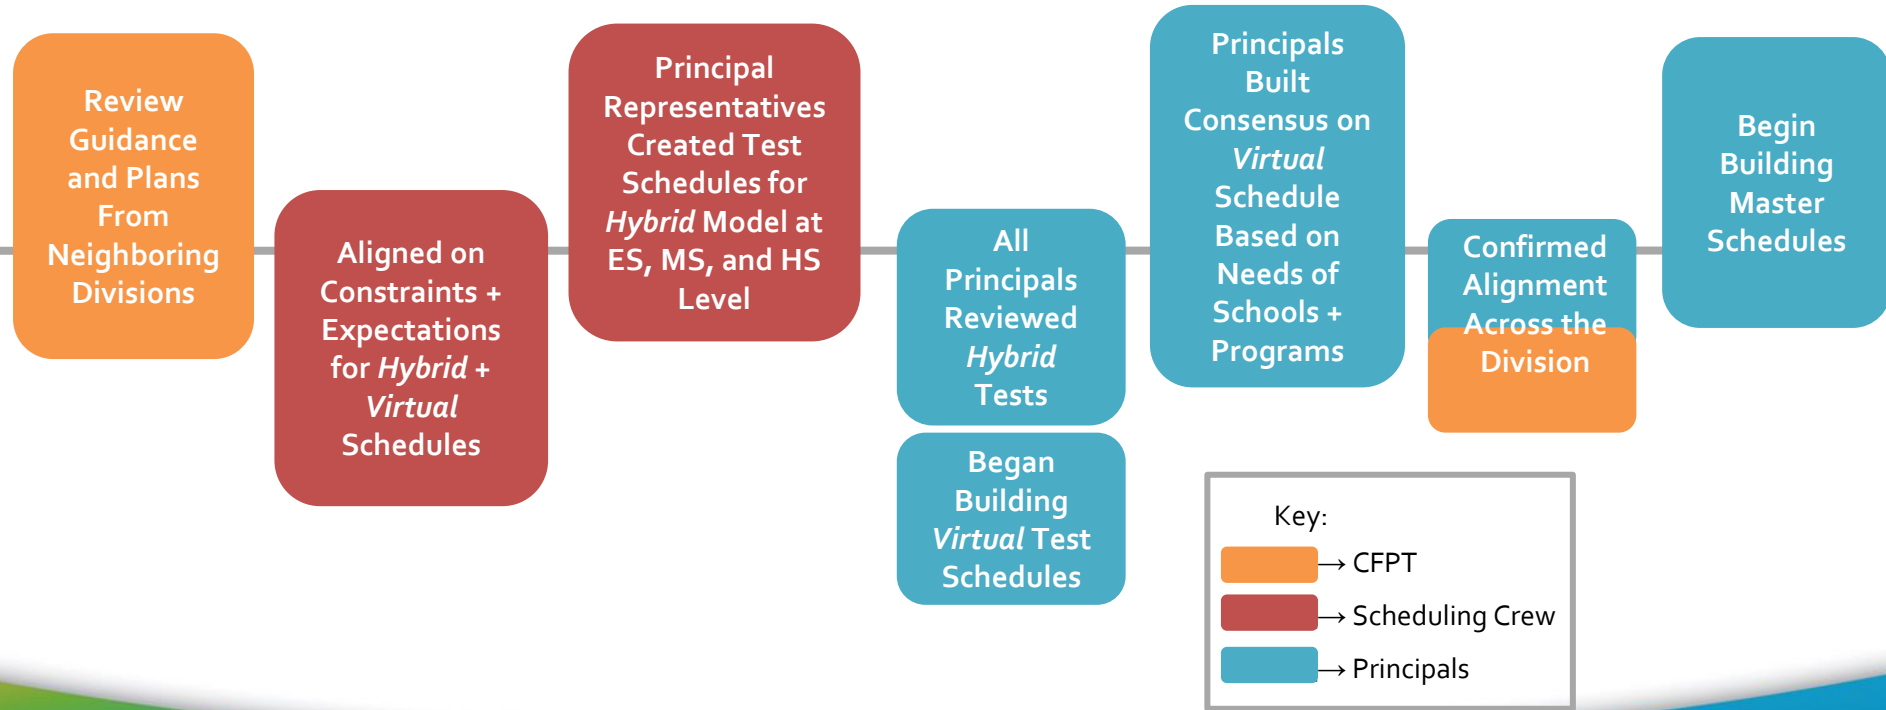 Review
Guidance
and Plans
From
Neighboring
Divisions
Aligned on
Constraints +
Expectations
for Hybrid +
Virtual
Schedules
Principal
Representatives
Created Test
Schedules for
Hybrid Model at
ES, MS, and HS
Level
All
Principals
Reviewed
Hybrid
Tests
Began
Building
Virtual Test
Schedules
Principals
Built
Consensus on
Virtual
Schedule
Based on
Needs of
Schools +
Programs
Confirmed
Alignment
Across the
Division
Begin
Building
Master
Schedules
Key:
→ CFPT
→ Scheduling Crew
→ Principals